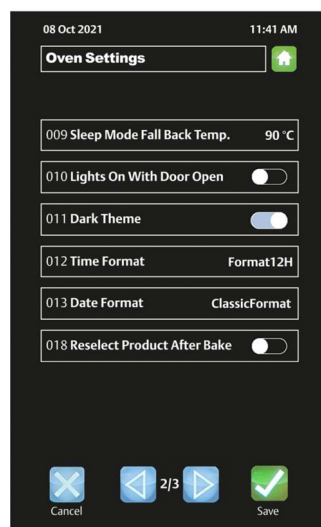 08 Oct 2021 11:41 AM
Oven Settings
009 Sleep Mode Fall Back Temp. 90 °C
010 Lights On With Door Open
011 Dark Theme
012 Time Format Format12H
013 Date Format ClassicFormat
018 Reselect Product After Bake
2/3
Cancel Save